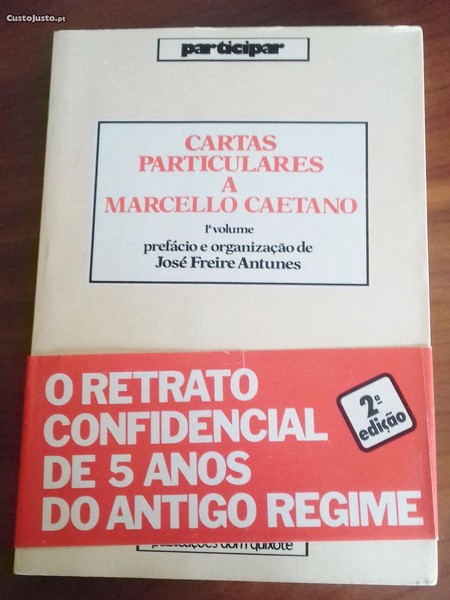 CustoJusto.pt
participar
CARTAS
PARTICULARES
A
MARCELLO CAETANO
1º volume
prefácio e organização de
José Freire Antunes
O RETRATO
CONFIDENCIAL
DE 5 ANOS
DO ANTIGO REGIME
2ª
edição
publicações dom quixote